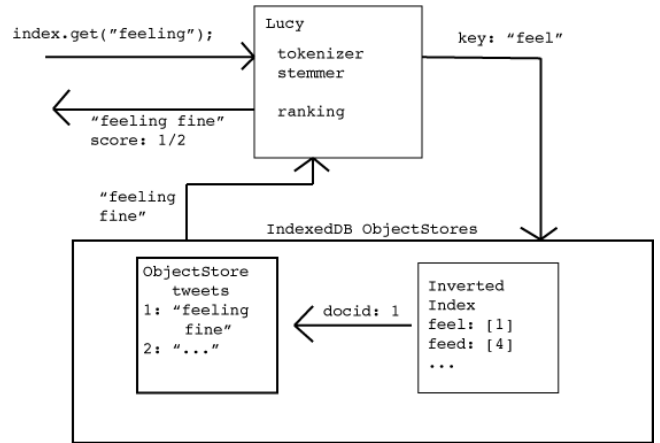 Lucy
index.get("feeling");
tokenizer
stemmer
key: "feel"
ranking
"feeling fine"
score: 1/2
"feeling
fine"
IndexedDB ObjectStores
ObjectStore
tweets
1: "feeling
fine"
2: "..."
docid: 1
Inverted
Index
feel: [1]
feed: [4]
...